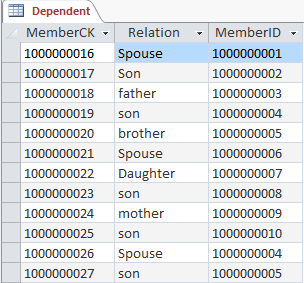 Dependent
MemberCK Relation MemberID
1000000016 Spouse 1000000001
1000000017 Son 1000000002
1000000018 father 1000000003
1000000019 son 1000000004
1000000020 brother 1000000005
1000000021 Spouse 1000000006
1000000022 Daughter 1000000007
1000000023 son 1000000008
1000000024 mother 1000000009
1000000025 son 1000000010
1000000026 Spouse 1000000004
1000000027 son 1000000005